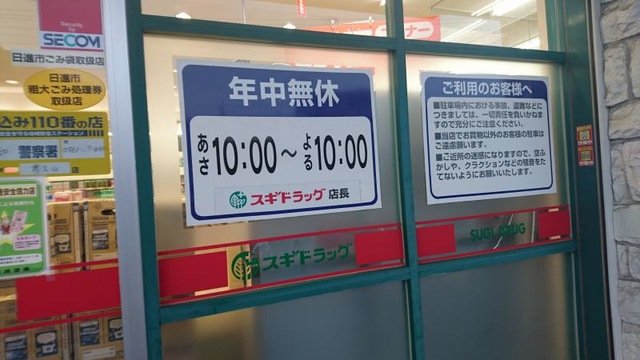 SECOM
日進市ごみ袋取扱店
日進市
粗大ごみ処理券
取扱店
込み110番の店
警察署
年中無休
あさ10:00～よる10:00
スギドラッグ 店長
スギドラッグ
ご利用のお客様へ
■駐車場内における事故、盗難などに
つきましては、一切責任を負いかねま
すので充分にご注意ください。
■当店でお買物以外のお客様の駐車は
ご遠慮願います。
■ご近所の迷惑になりますので、空ふ
かしや、クラクションなどの騒音をた
てないようにお願いいたします。
SUGI DRUG